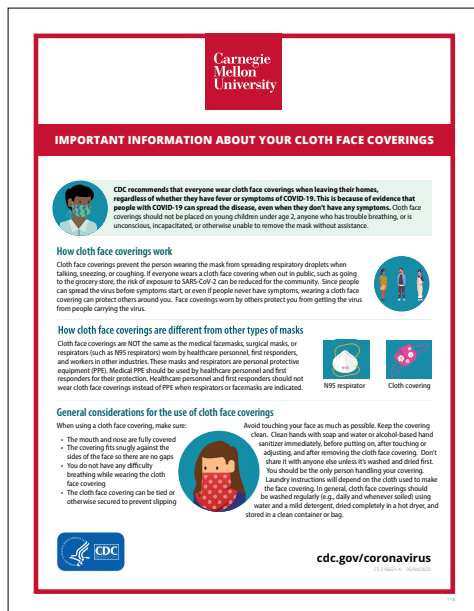 Carnegie
Mellon
University
IMPORTANT INFORMATION ABOUT YOUR CLOTH FACE COVERINGS
CDC recommends that everyone wear cloth face coverings when leaving their homes,
regardless of whether they have fever or symptoms of COVID-19. This is because of evidence that
people with COVID-19 can spread the disease, even when they don't have any symptoms. Cloth face
coverings should not be placed on young children under age 2, anyone who has trouble breathing, or is
unconscious, incapacitated, or otherwise unable to remove the mask without assistance.
How cloth face coverings work
Cloth face coverings prevent the person wearing the mask from spreading respiratory droplets when
talking, sneezing, or coughing. If everyone wears a cloth face covering when out in public, such as going
to the grocery store, the risk of exposure to SARS-CoV-2 can be reduced for the community. Since people
can spread the virus before symptoms start, or even if people never have symptoms, wearing a cloth face
covering can protect others around you. Face coverings worn by others protect you from getting the virus
from people carrying the virus.
How cloth face coverings are different from other types of masks
Cloth face coverings are NOT the same as the medical facemasks, surgical masks, or
respirators (such as N95 respirators) worn by healthcare personnel, first responders,
and workers in other industries. These masks and respirators are personal protective
equipment (PPE). Medical PPE should be used by healthcare personnel and first
responders for their protection. Healthcare personnel and first responders should not
wear cloth face coverings instead of PPE when respirators or facemasks are indicated.
N95
N95 respirator
Cloth covering
General considerations for the use of cloth face coverings
When using a cloth face covering, make sure:
• The mouth and nose are fully covered
• The covering fits snugly against the
sides of the face so there are no gaps
• You do not have any difficulty
breathing while wearing the cloth
face covering
• The cloth face covering can be tied or
otherwise secured to prevent slipping
Avoid touching your face as much as possible. Keep the covering
clean. Clean hands with soap and water or alcohol-based hand
sanitizer immediately, before putting on, after touching or
adjusting, and after removing the cloth face covering. Don't
share it with anyone else unless it's washed and dried first.
You should be the only person handling your covering.
Laundry instructions will depend on the cloth used to make
the face covering. In general, cloth face coverings should
be washed regularly (e.g., daily and whenever soiled) using
water and a mild detergent, dried completely in a hot dryer, and
stored in a clean container or bag.
CDC
cdc.gov/coronavirus
CS 316651-A 05/04/2020